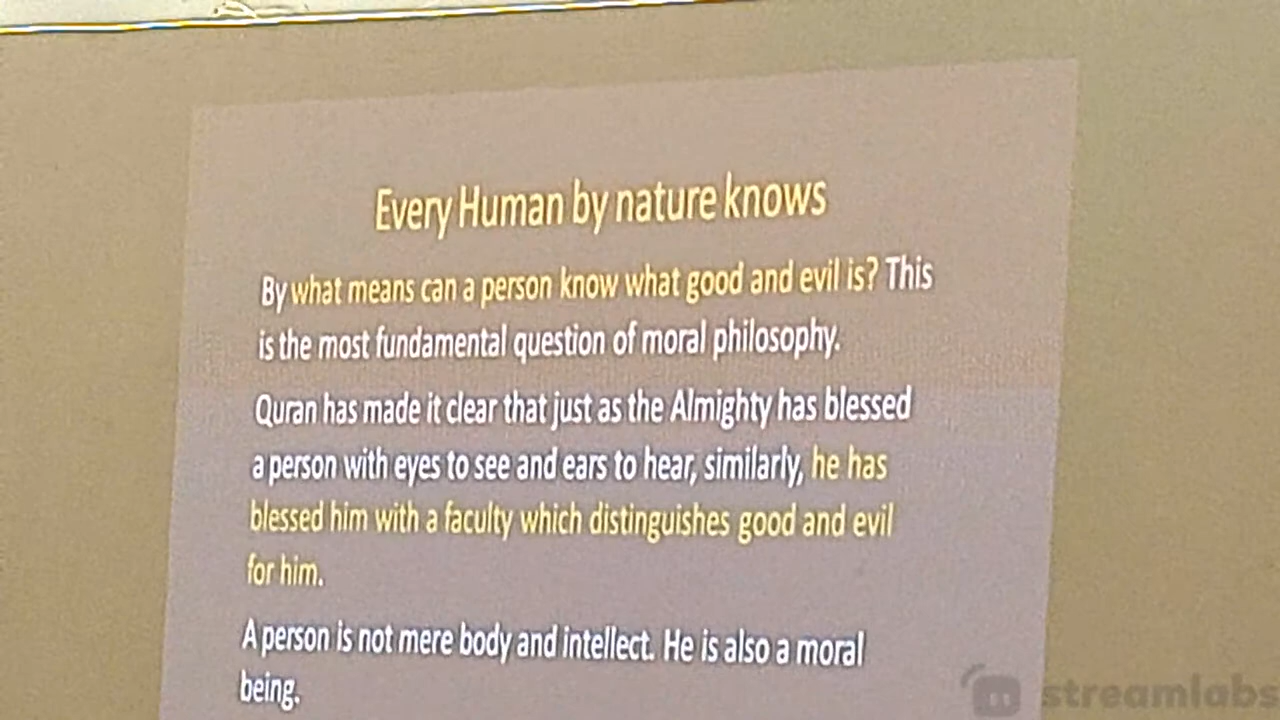 Every Human by nature knows
By what means can a person know what good and evil is? This
is the most fundamental question of moral philosophy.
Quran has made it clear that just as the Almighty has blessed
a person with eyes to see and ears to hear, similarly, he has
blessed him with a faculty which distinguishes good and evil
for him.
A person is not mere body and intellect. He is also a moral
being.
streamlabs